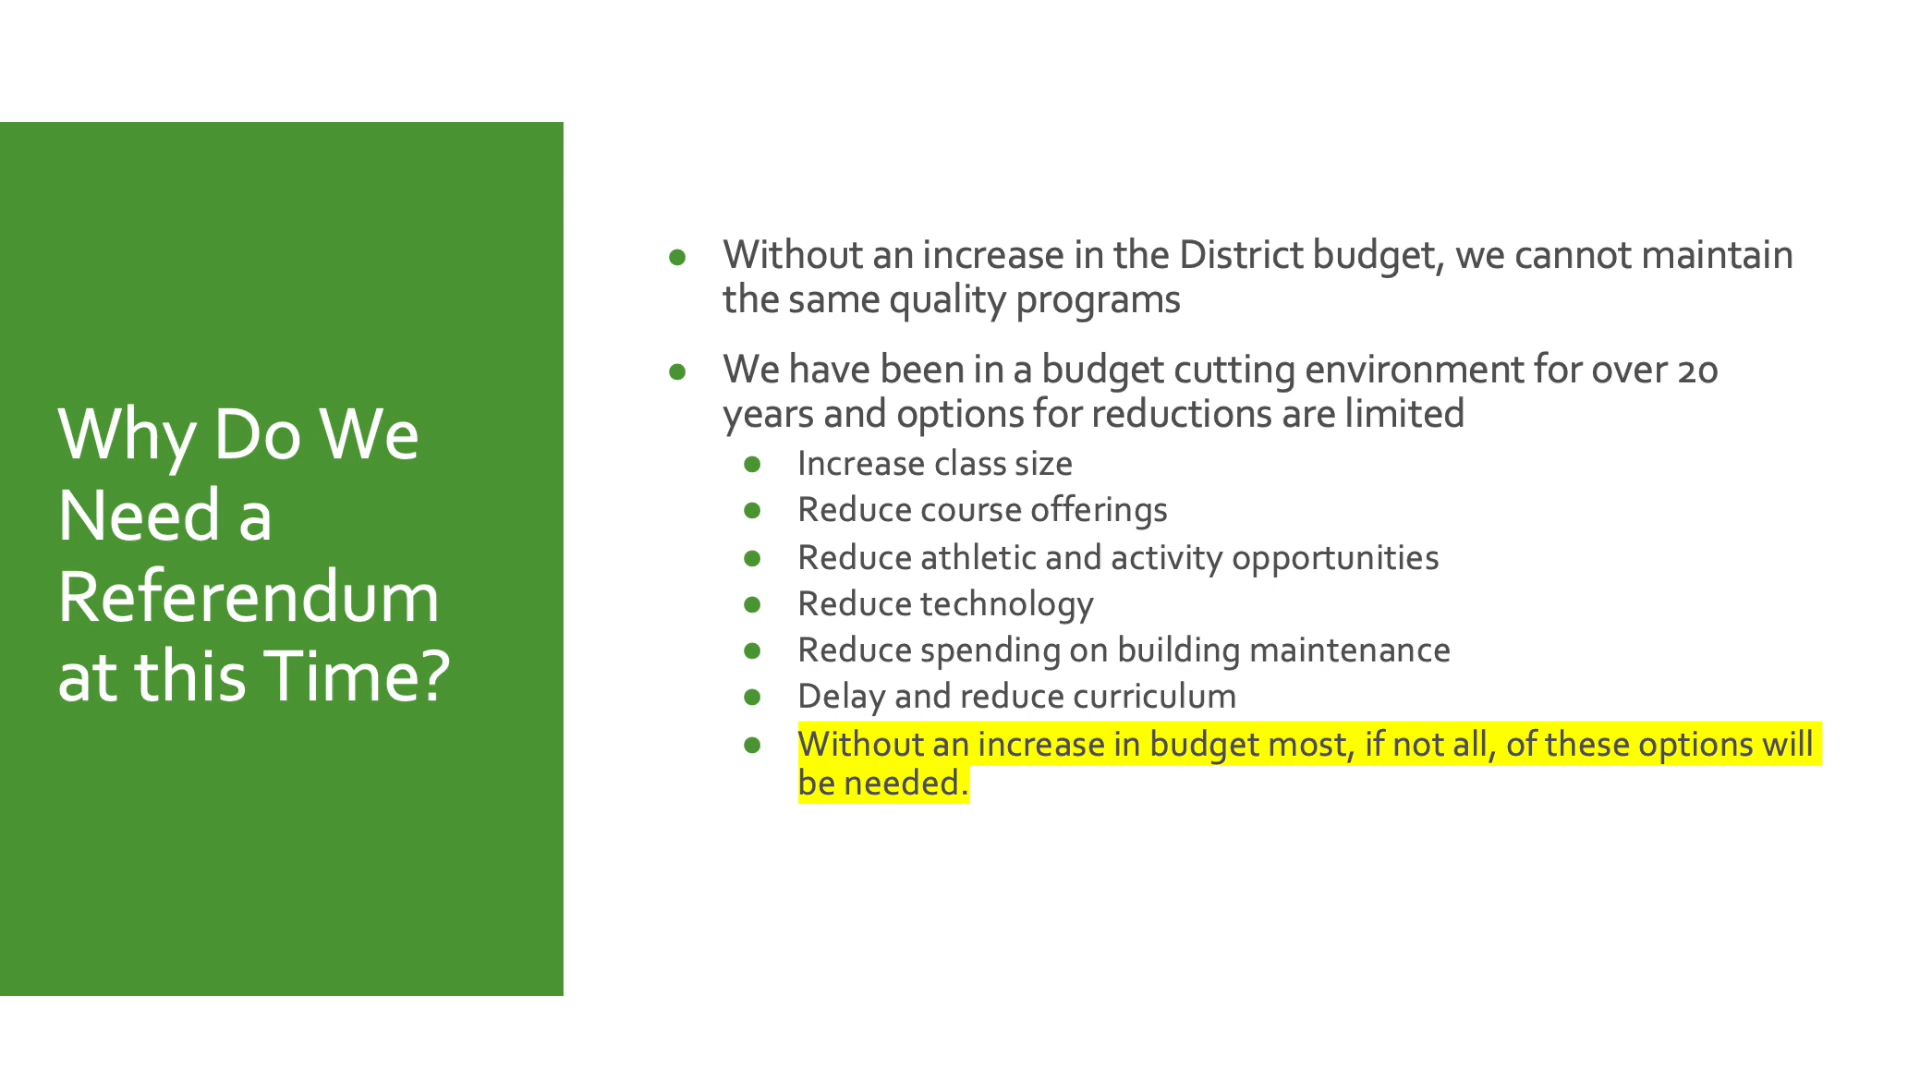 Why Do We
Need a
Referendum
at this Time?
● Without an increase in the District budget, we cannot maintain
the same quality programs
● We have been in a budget cutting environment for over 20
years and options for reductions are limited
● Increase class size
● Reduce course offerings
● Reduce athletic and activity opportunities
● Reduce technology
● Reduce spending on building maintenance
● Delay and reduce curriculum
● Without an increase in budget most, if not all, of these options will
be needed.